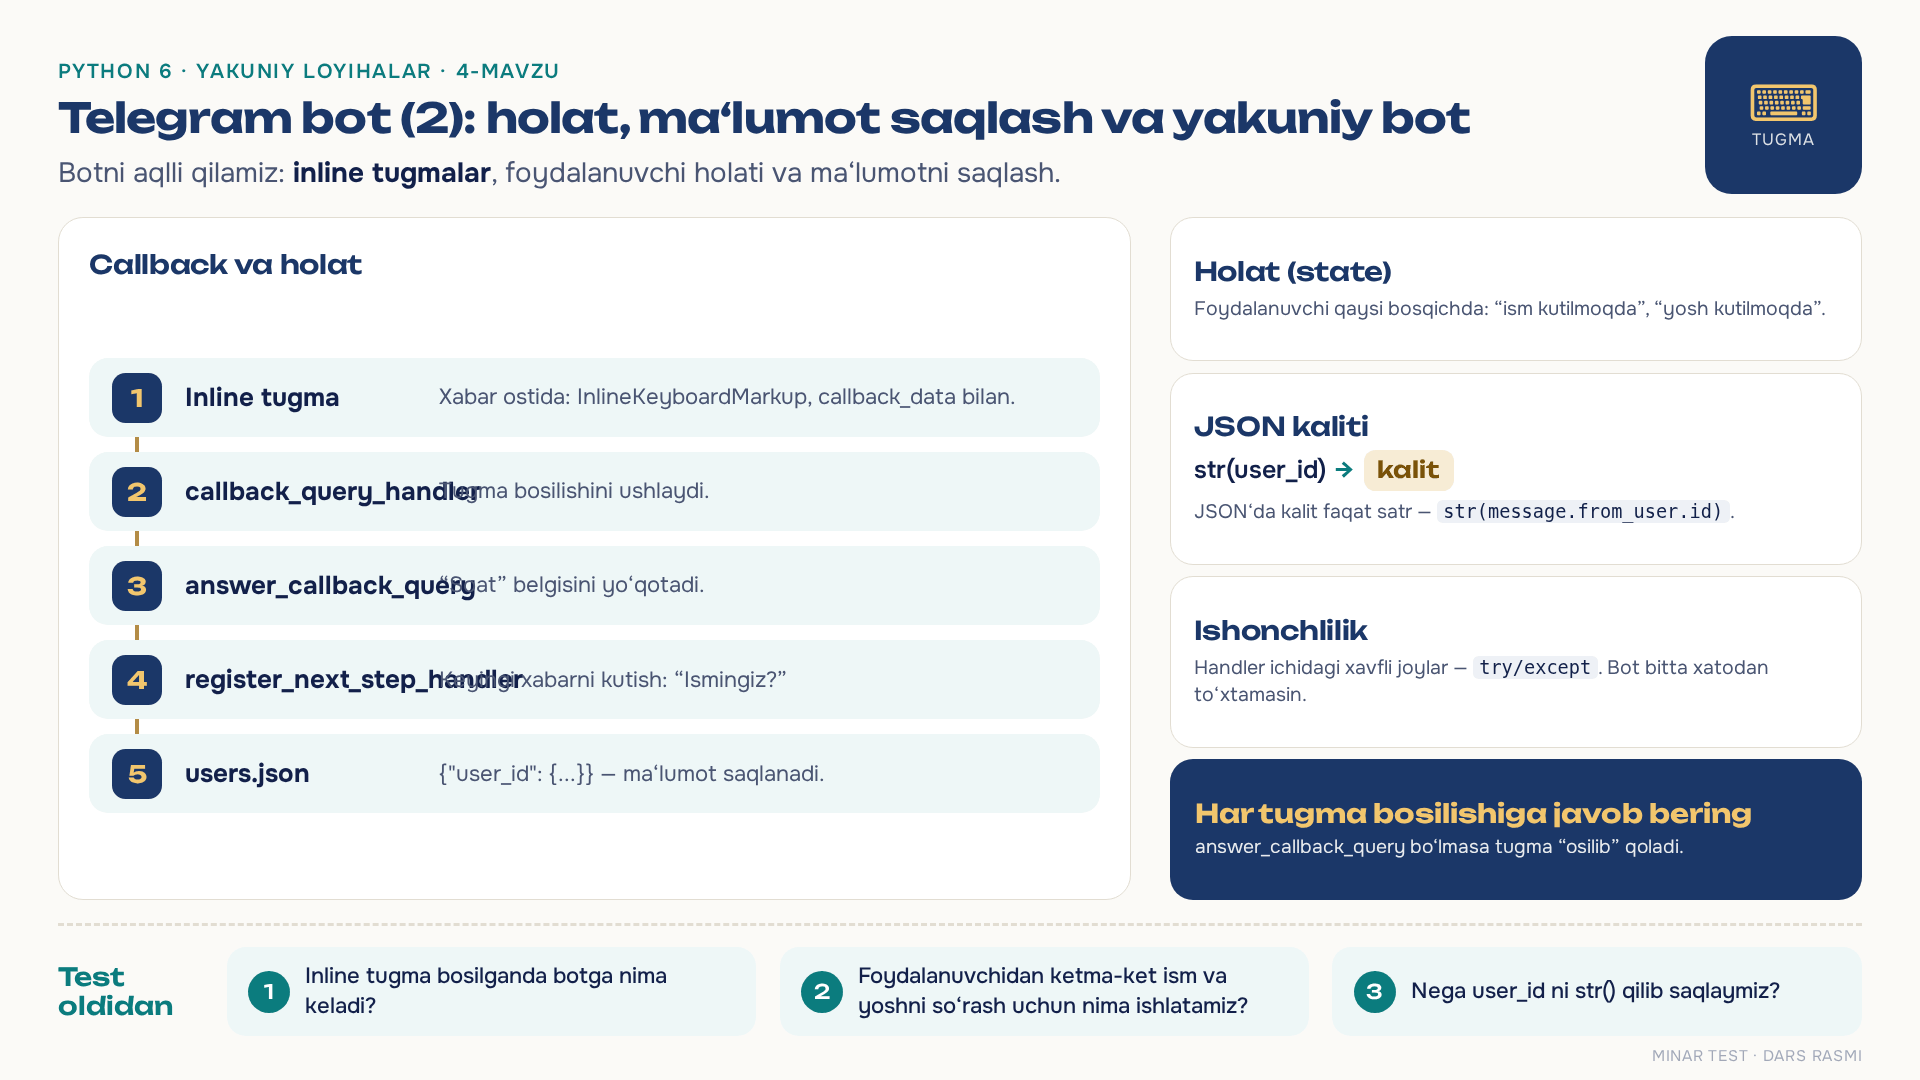 PYTHON 6 · YAKUNIY LOYIHALAR · 4-MAVZU
Telegram bot (2): holat, ma‘lumot saqlash va yakuniy bot
Botni aqlli qilamiz: inline tugmalar, foydalanuvchi holati va ma‘lumotni saqlash.
TUGMA
Callback va holat
1 Inline tugma Xabar ostida: InlineKeyboardMarkup, callback_data bilan.
2 callback_query_handler Tugma bosilishini ushlaydi.
3 answer_callback_query “Soat” belgisini yo‘qotadi.
4 register_next_step_handler Keyingi xabarni kutish: “Ismingiz?”
5 users.json {"user_id": {...}} — ma‘lumot saqlanadi.
Holat (state)
Foydalanuvchi qaysi bosqichda: “ism kutilmoqda”, “yosh kutilmoqda”.
JSON kaliti
str(user_id) → kalit
JSON‘da kalit faqat satr — str(message.from_user.id).
Ishonchlilik
Handler ichidagi xavfli joylar — try/except. Bot bitta xatodan
to‘xtamasin.
Har tugma bosilishiga javob bering
answer_callback_query bo‘lmasa tugma “osilib” qoladi.
Test
oldidan
1 Inline tugma bosilganda botga nima
keladi?
2 Foydalanuvchidan ketma-ket ism va
yoshni so‘rash uchun nima ishlatamiz?
3 Nega user_id ni str() qilib saqlaymiz?
MINAR TEST · DARS RASMI